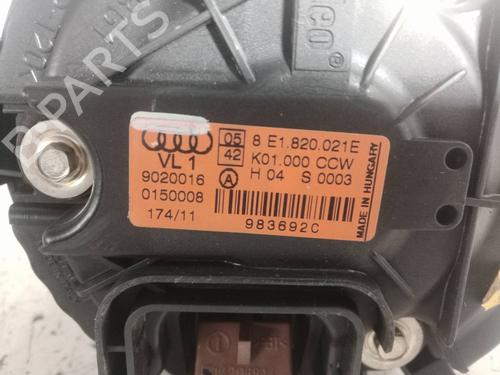 B-PARTS
VL 1
9020016
0150008
174/11
05
42
8 E1.820.021E
K01.000 CCW
A
H 04 S 0003
983692C
MADE IN HUNGARY